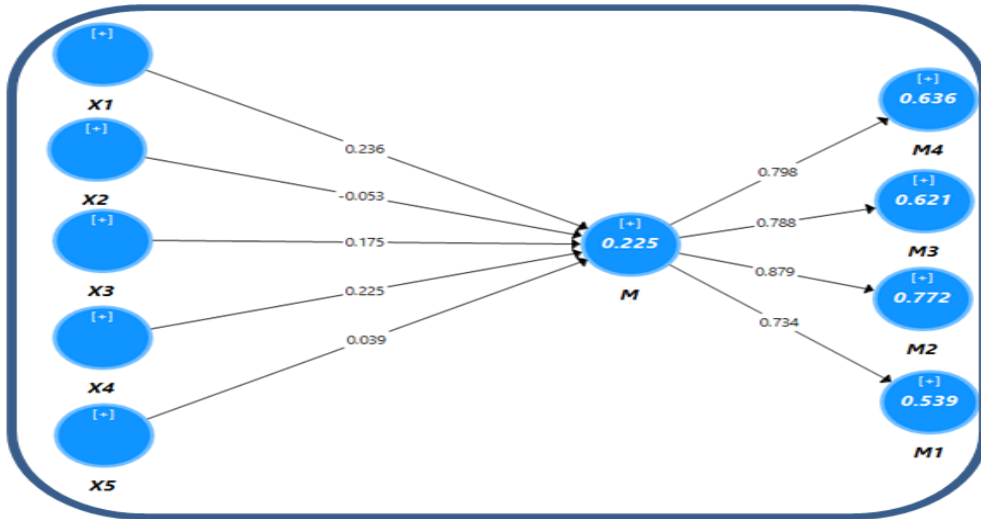 [+]
X1
[+]
X2
[+]
X3
[+]
X4
[+]
X5
0.236
-0.053
0.175
0.225
0.039
[+]
0.225
M
0.798
0.788
0.879
0.734
[+]
0.636
M4
[+]
0.621
M3
[+]
0.772
M2
[+]
0.539
M1